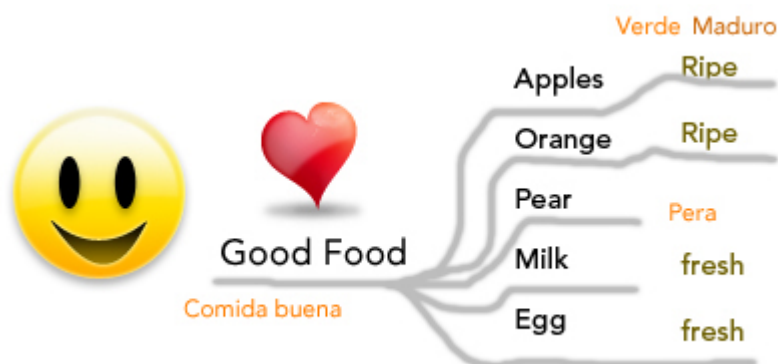 Verde Maduro
Apples Ripe
Orange Ripe
Pear Pera
Good Food
Milk fresh
Comida buena
Egg fresh